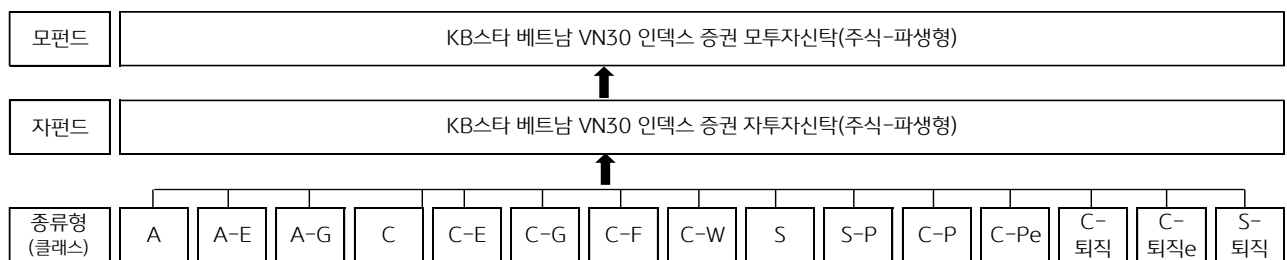 모펀드
KB스타 베트남 VN30 인덱스 증권 모투자신탁(주식-파생형)
자펀드
KB스타 베트남 VN30 인덱스 증권 자투자신탁(주식-파생형)
종류형
(클래스)
A
A-E
A-G
C
C-E
C-G
C-F
C-W
S
S-P
C-P
C-Pe
C-
퇴직
C-
퇴직e
S-
퇴직